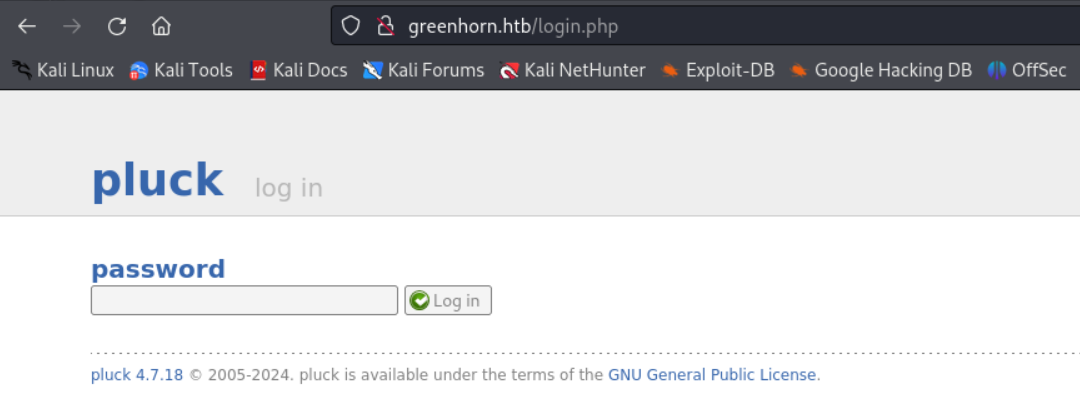 greenhorn.htb/login.php
Kali Linux Kali Tools Kali Docs Kali Forums Kali NetHunter Exploit-DB Google Hacking DB OffSec
pluck log in
password
Log in
pluck 4.7.18 © 2005-2024. pluck is available under the terms of the GNU General Public License.